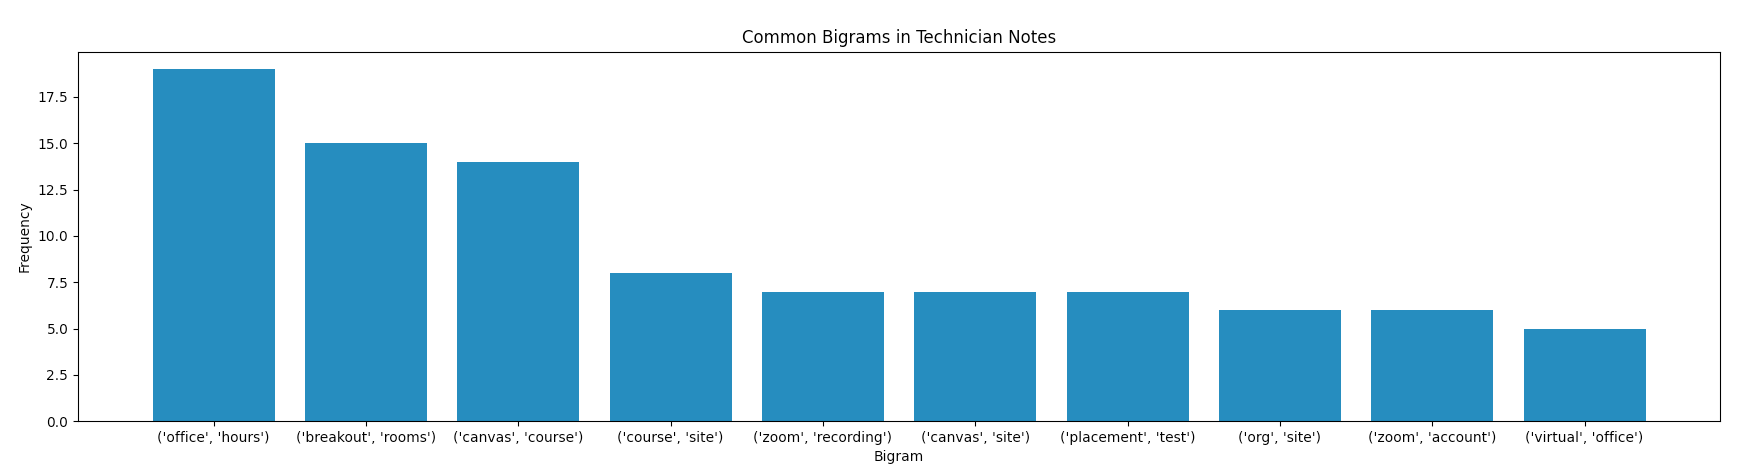 Common Bigrams in Technician Notes
17.5
15.0
12.5
10.0
7.5
5.0
2.5
0.0
Frequency
('office', 'hours')
('breakout', 'rooms')
('canvas', 'course')
('course', 'site')
('zoom', 'recording')
('canvas', 'site')
('placement', 'test')
('org', 'site')
('zoom', 'account')
('virtual', 'office')
Bigram